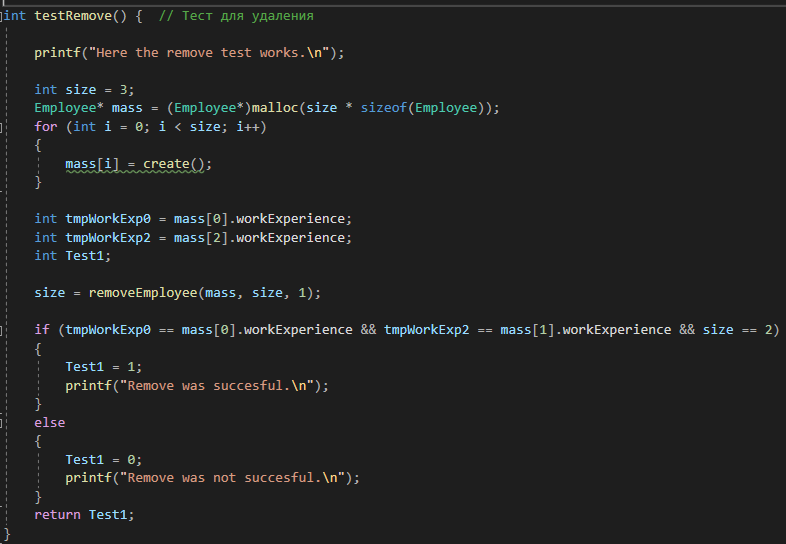 int testRemove() {  // Тест для удаления
printf("Here the remove test works.\n");
int size = 3;
Employee* mass = (Employee*)malloc(size * sizeof(Employee));
for (int i = 0; i < size; i++)
{
mass[i] = create();
}
int tmpWorkExp0 = mass[0].workExperience;
int tmpWorkExp2 = mass[2].workExperience;
int Test1;
size = removeEmployee(mass, size, 1);
if (tmpWorkExp0 == mass[0].workExperience && tmpWorkExp2 == mass[1].workExperience && size == 2)
{
Test1 = 1;
printf("Remove was succesful.\n");
}
else
{
Test1 = 0;
printf("Remove was not succesful.\n");
}
return Test1;
}